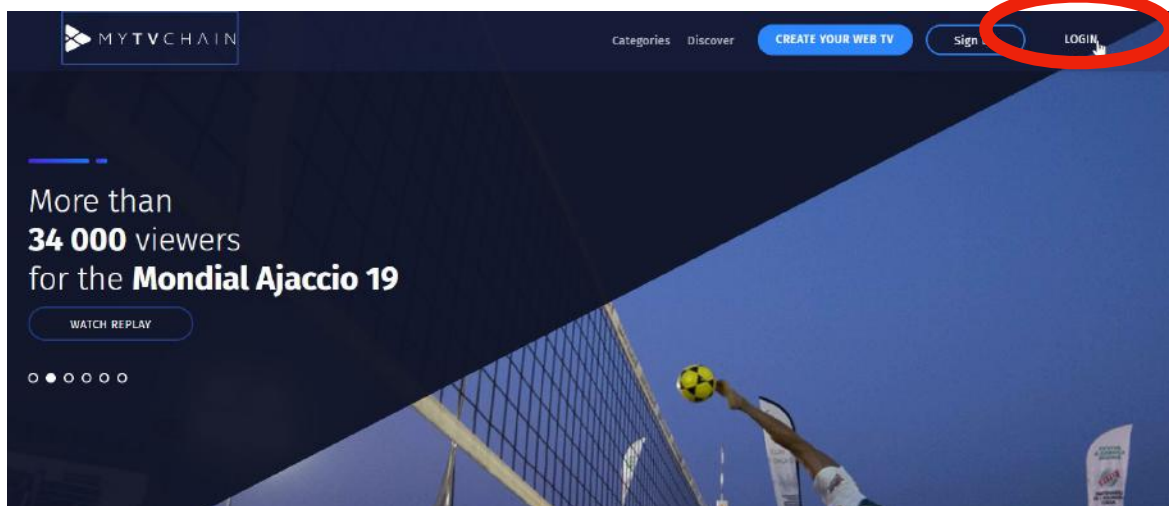 MYTVCHAIN
Categories Discover CREATE YOUR WEB TV Sign LOGIN
More than
34 000 viewers
for the Mondial Ajaccio 19
WATCH REPLAY